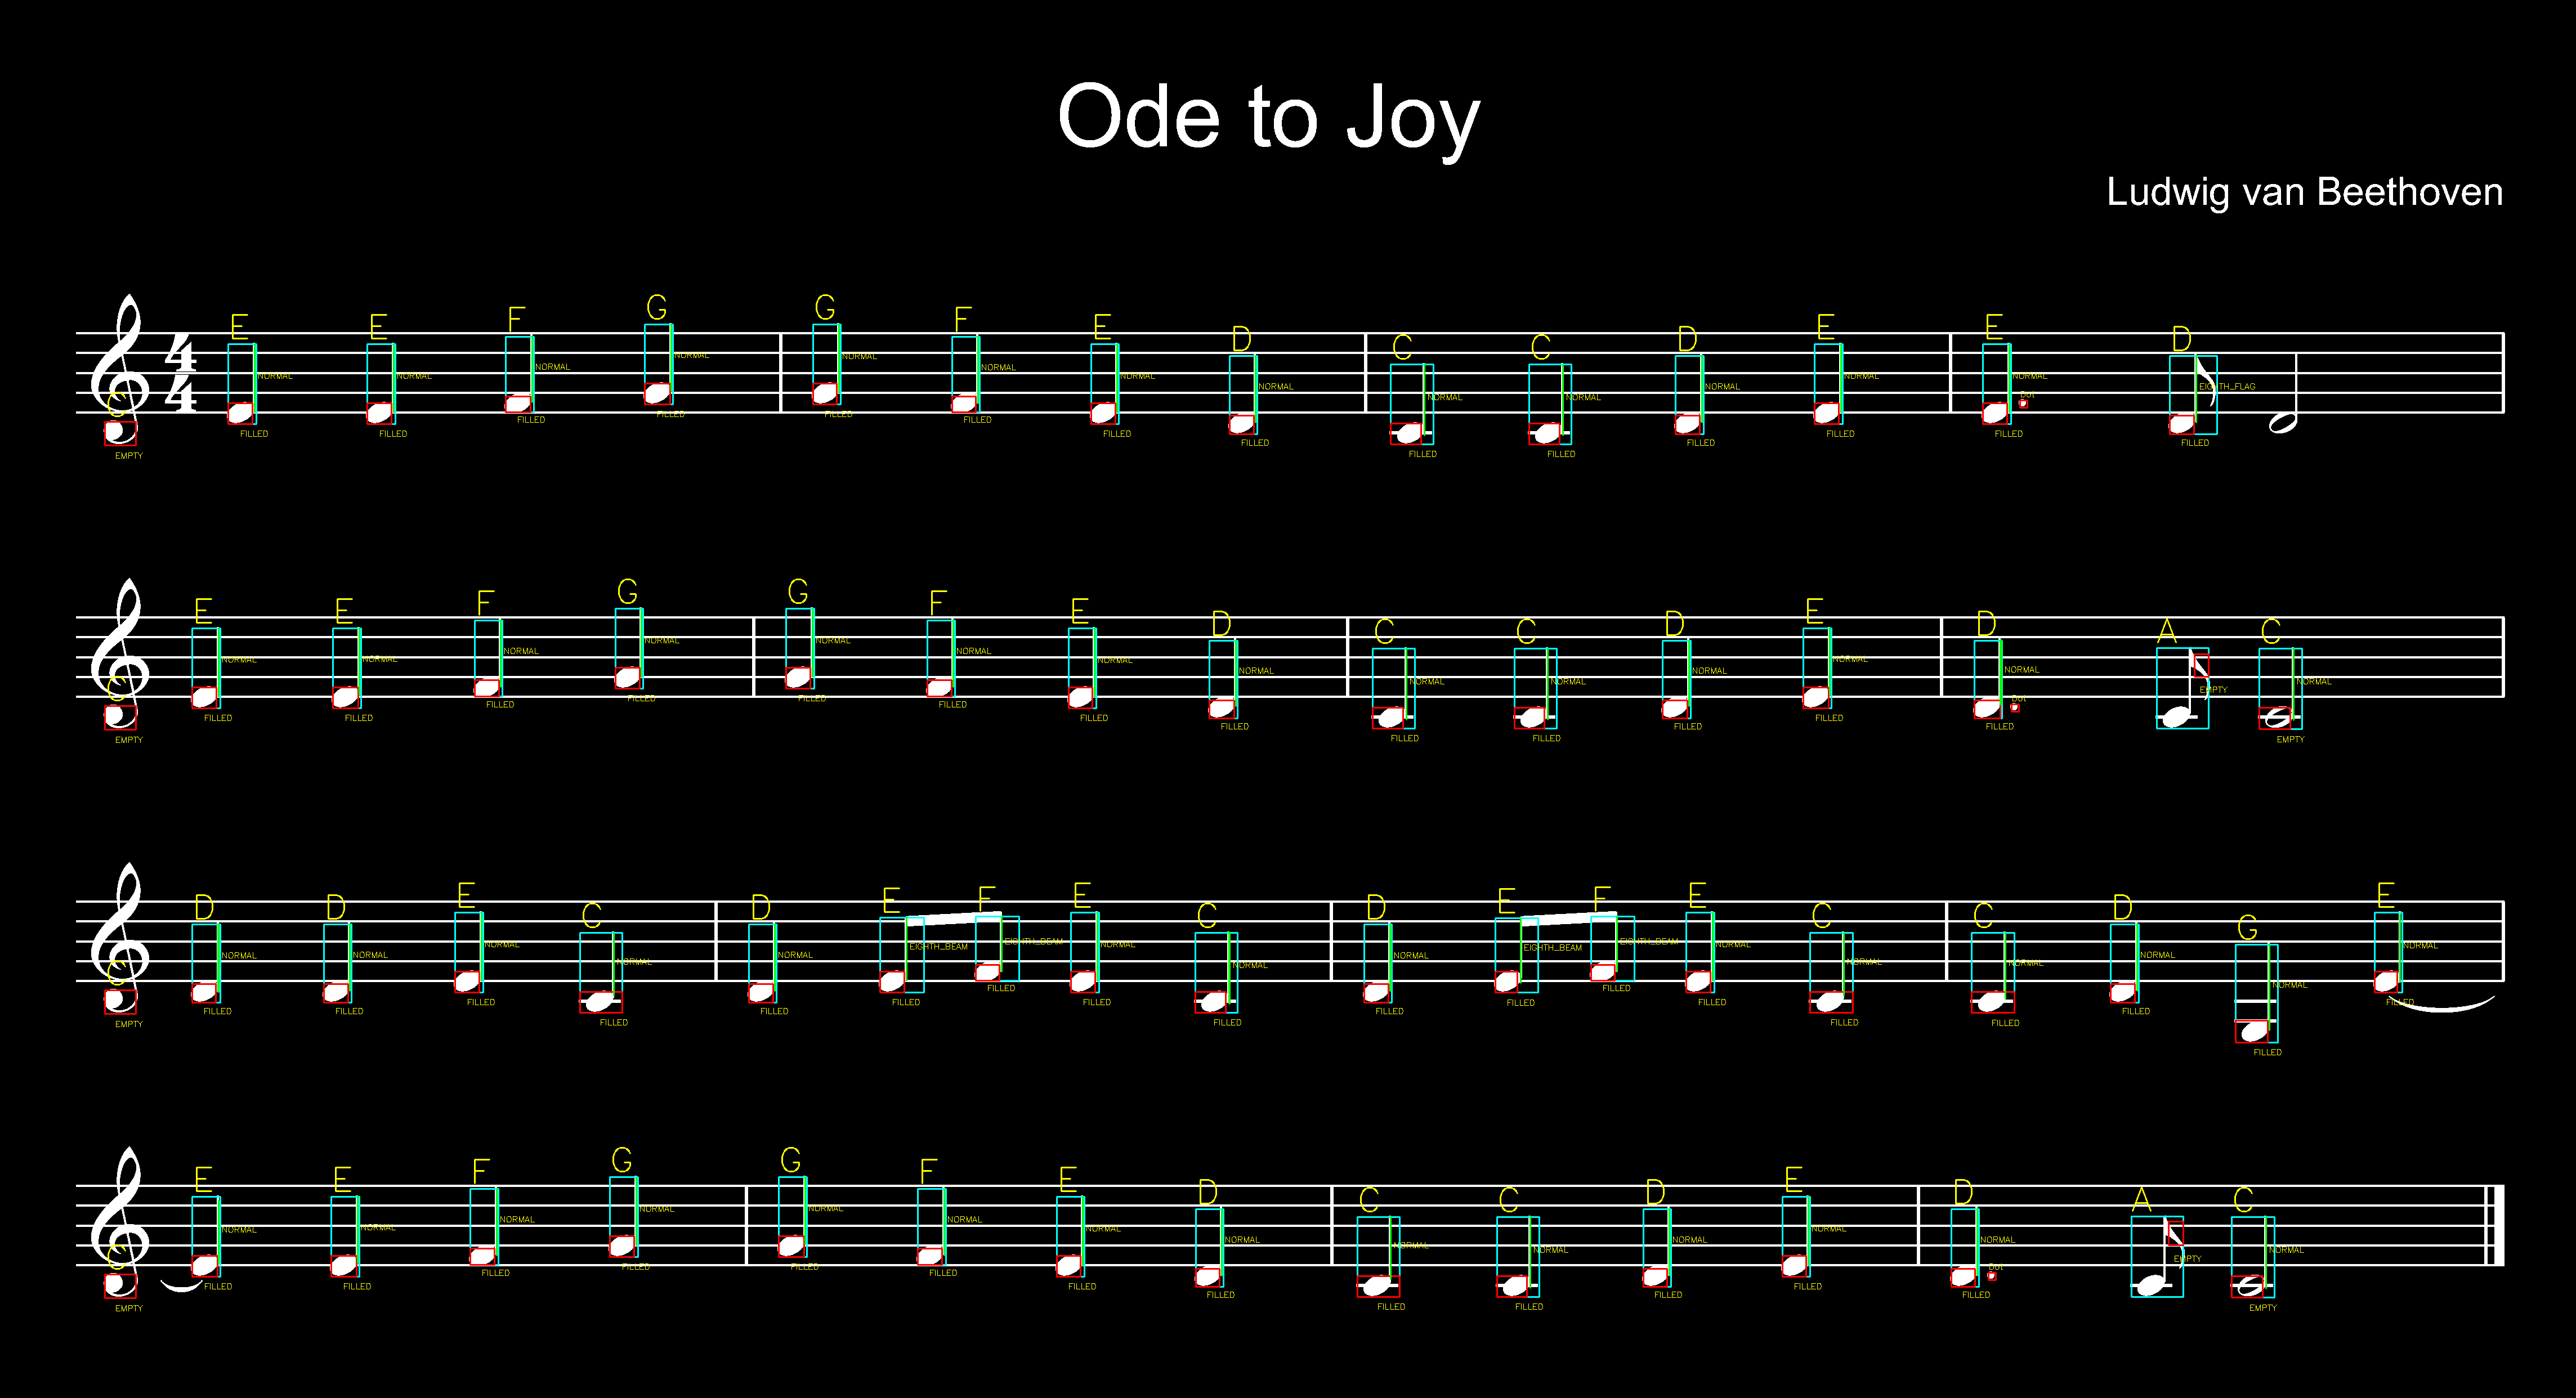 Ode to Joy
Ludwig van Beethoven
E E F G G F E D C C D E E D
4 4 NORMAL NORMAL NORMAL NORMAL NORMAL NORMAL NORMAL NORMAL NORMAL NORMAL NORMAL NORMAL NORMAL EIGHTH_FLAG
C Dot
EMPTY FILLED FILLED FILLED FILLED FILLED FILLED FILLED FILLED FILLED FILLED FILLED FILLED FILLED FILLED
E E F G G F E D C C D E D A C
NORMAL NORMAL NORMAL NORMAL NORMAL NORMAL NORMAL NORMAL NORMAL NORMAL NORMAL NORMAL NORMAL EMPTY NORMAL
C Dot
EMPTY FILLED FILLED FILLED FILLED FILLED FILLED FILLED FILLED FILLED FILLED FILLED FILLED FILLED EMPTY
D D E C D E F E C D E F E C C D G E
NORMAL NORMAL NORMAL NORMAL NORMAL EIGHTH_BEAM EIGHTH_BEAM NORMAL NORMAL NORMAL EIGHTH_BEAM EIGHTH_BEAM NORMAL NORMAL NORMAL NORMAL NORMAL NORMAL
C
EMPTY FILLED FILLED FILLED FILLED FILLED FILLED FILLED FILLED FILLED FILLED FILLED FILLED FILLED FILLED FILLED FILLED FILLED FILLED
E E F G G F E D C C D E D A C
NORMAL NORMAL NORMAL NORMAL NORMAL NORMAL NORMAL NORMAL NORMAL NORMAL NORMAL NORMAL NORMAL EMPTY NORMAL
C Dot
EMPTY FILLED FILLED FILLED FILLED FILLED FILLED FILLED FILLED FILLED FILLED FILLED FILLED FILLED EMPTY